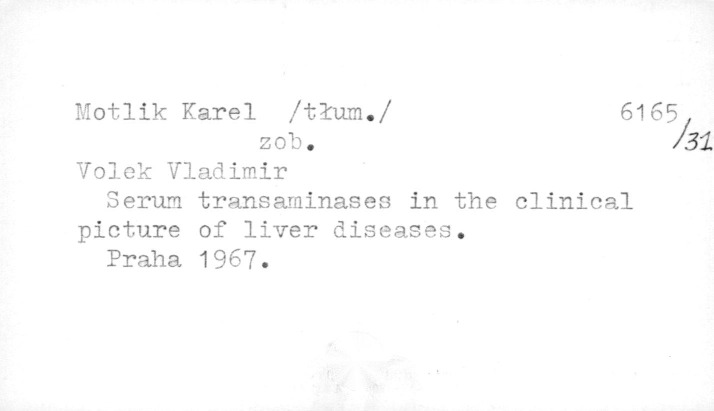 Motlik Karel /tłum./ 6165/31
zob.
Volek Vladimir
Serum transaminases in the clinical
picture of liver diseases.
Praha 1967.